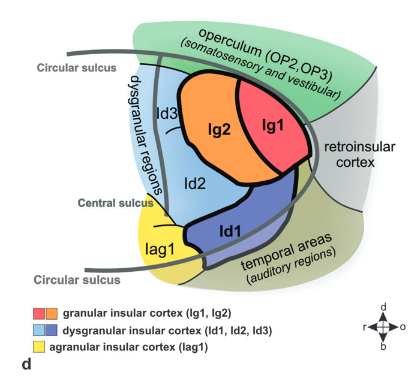 operculum (OP2,OP3)
(somatosensory and vestibular)
Circular sulcus
dysgranular regions
Id3
Ig2
Ig1
retroinsular
cortex
Id2
Central sulcus
Id1
Iag1
temporal areas
(auditory regions)
Circular sulcus
granular insular cortex (Ig1, Ig2)
dysgranular insular cortex (Id1, Id2, Id3)
agranular insular cortex (Iag1)
d
r
o
b
d